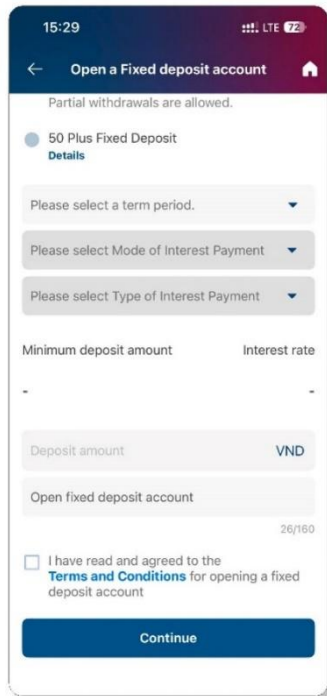 15:29
LTE 72
Open a Fixed deposit account
Partial withdrawals are allowed.
50 Plus Fixed Deposit
Details
Please select a term period.
Please select Mode of Interest Payment
Please select Type of Interest Payment
Minimum deposit amount Interest rate
- -
Deposit amount VND
Open fixed deposit account
26/160
I have read and agreed to the
Terms and Conditions for opening a fixed
deposit account
Continue